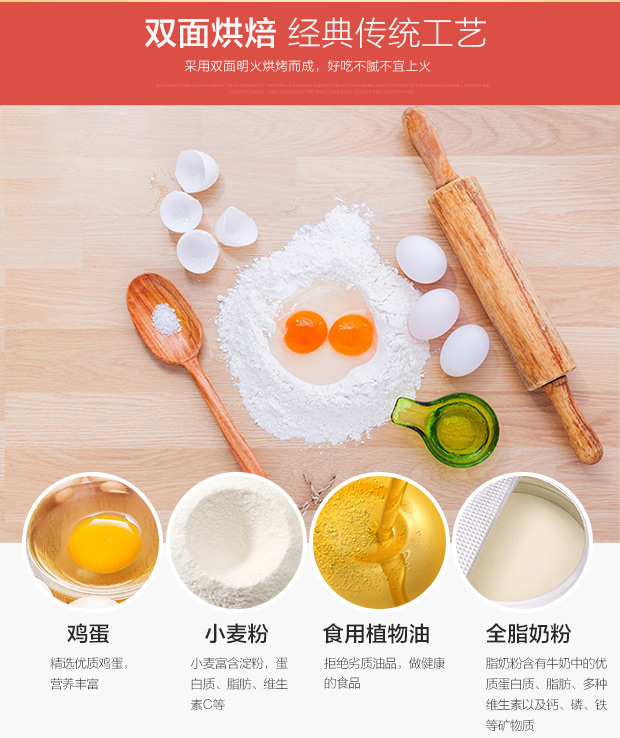 双面烘焙 经典传统工艺
采用双面明火烘烤而成，好吃不腻不宜上火
鸡蛋
精选优质鸡蛋，
营养丰富
小麦粉
小麦富含淀粉，蛋
白质、脂肪、维生
素C等
食用植物油
拒绝劣质油品，做健康
的食品
全脂奶粉
脂奶粉含有牛奶中的优
质蛋白质、脂肪、多种
维生素以及钙、磷、铁
等矿物质